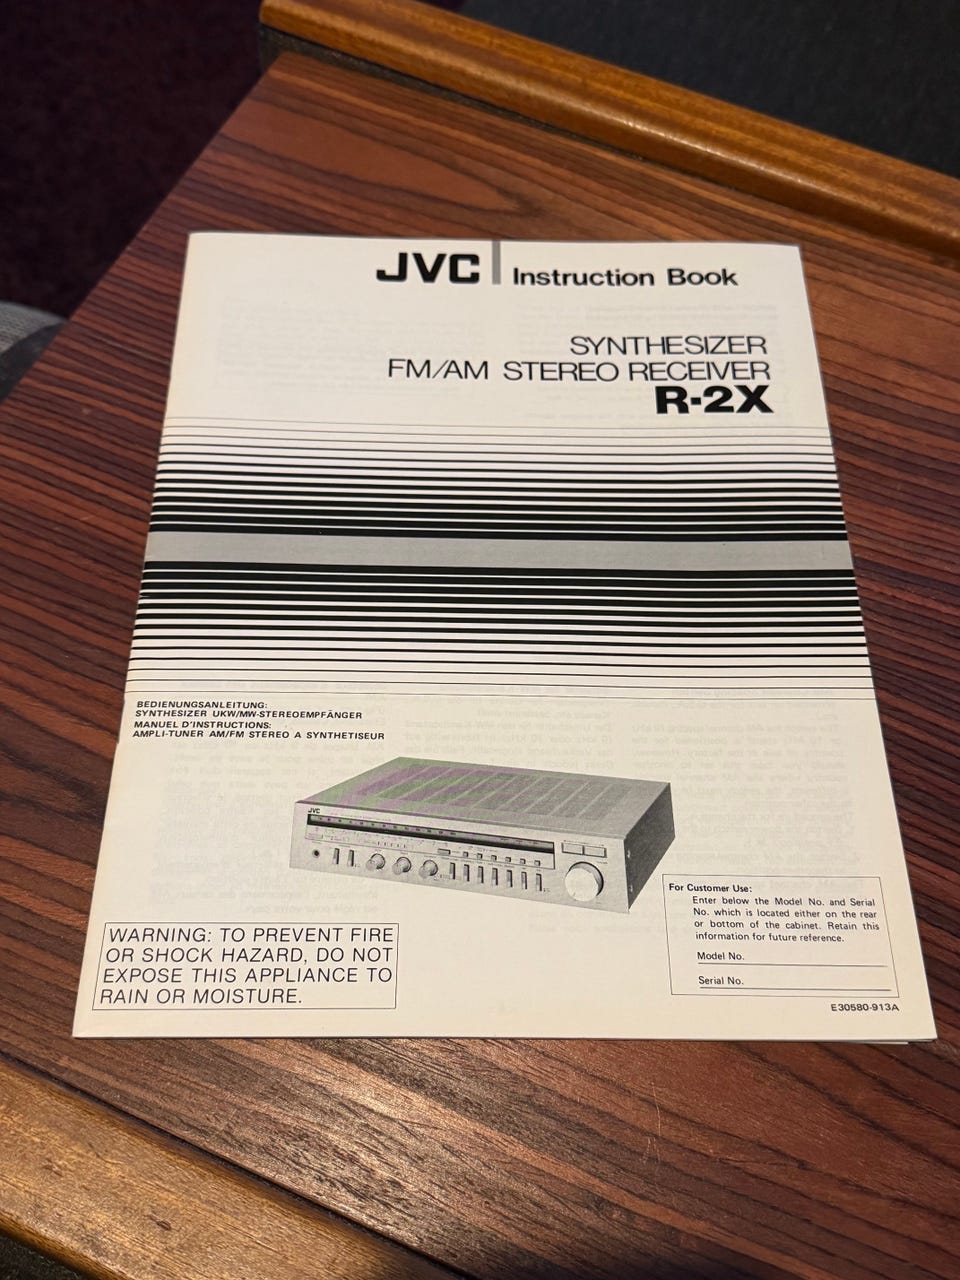 JVC Instruction Book
SYNTHESIZER
FM/AM STEREO RECEIVER
R-2X
BEDIENUNGSANLEITUNG:
SYNTHESIZER UKW/MW-STEREOEMPFÄNGER
MANUEL D'INSTRUCTIONS:
AMPLI-TUNER AM/FM STEREO A SYNTHETISEUR
JVC
For Customer Use:
Enter below the Model No. and Serial
No. which is located either on the rear
or bottom of the cabinet. Retain this
information for future reference.
Model No.
Serial No.
WARNING: TO PREVENT FIRE
OR SHOCK HAZARD, DO NOT
EXPOSE THIS APPLIANCE TO
RAIN OR MOISTURE.
E30580-913A